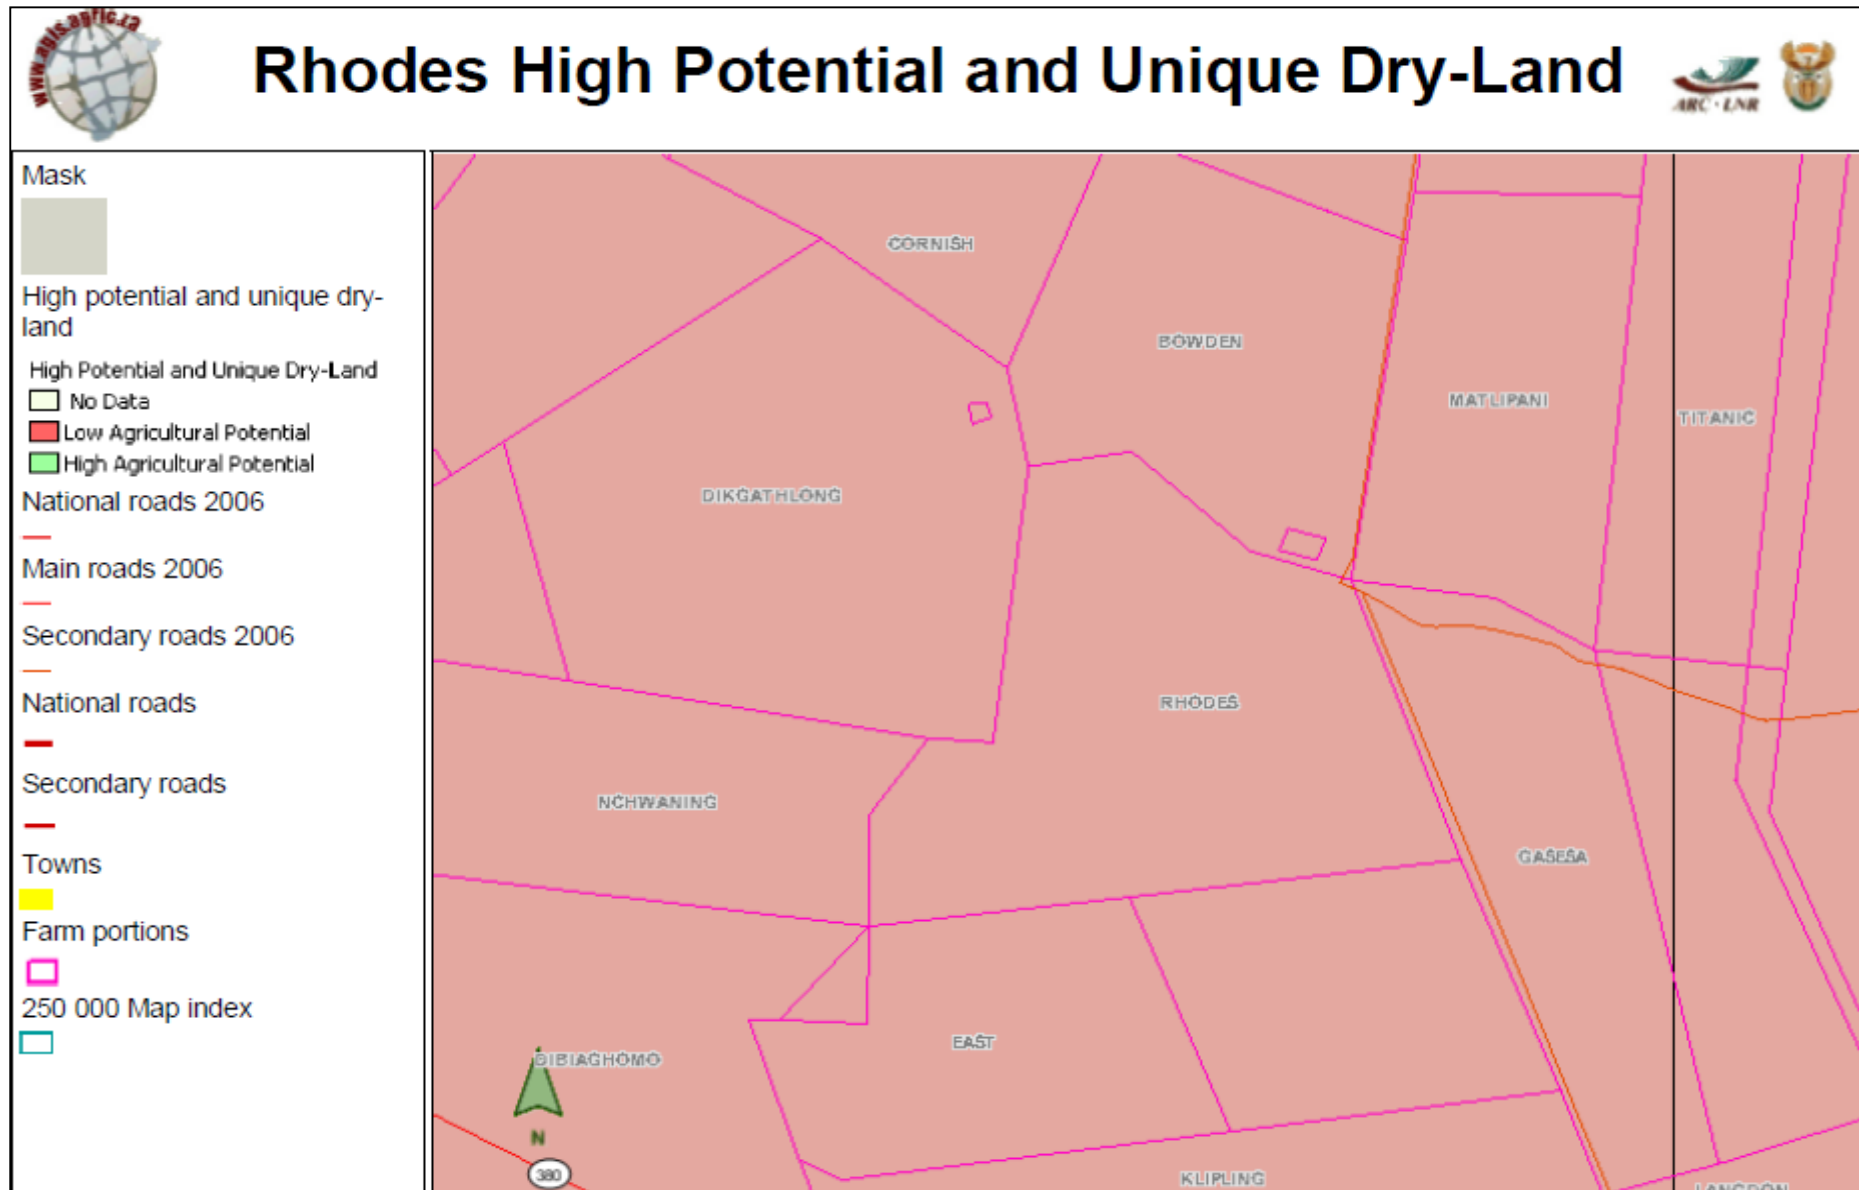 www.agis.agric.za
Rhodes High Potential and Unique Dry-Land
ARC · LNR
Mask
High potential and unique dry-
land
High Potential and Unique Dry-Land
No Data
Low Agricultural Potential
High Agricultural Potential
National roads 2006
Main roads 2006
Secondary roads 2006
National roads
Secondary roads
Towns
Farm portions
250 000 Map index
CORNISH
BOWDEN
MATLIPANI
TITANIC
DIKGATHLONG
RHODES
NCHWANING
GASESA
EAST
DIBIAGHOMO
N
380
KLIPLING
LANGDON